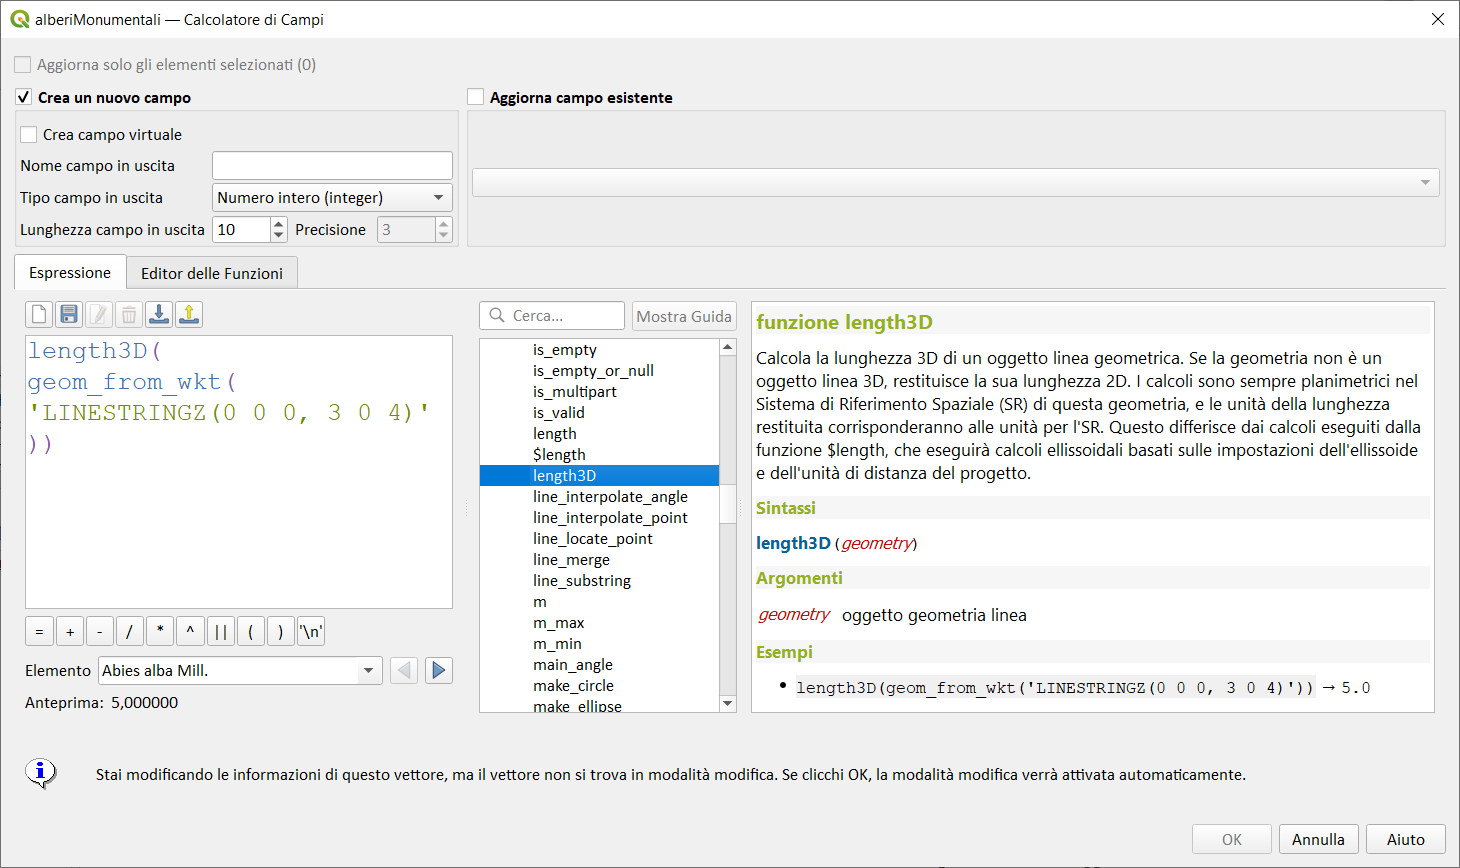 alberiMonumentali — Calcolatore di Campi
Aggiorna solo gli elementi selezionati (0)
Crea un nuovo campo
Aggiorna campo esistente
Crea campo virtuale
Nome campo in uscita
Tipo campo in uscita Numero intero (integer)
Lunghezza campo in uscita 10 Precisione 3
Espressione Editor delle Funzioni
length3D(
geom_from_wkt(
'LINESTRINGZ(0 0 0, 3 0 4)'
))
= + - / * ^ || ( ) '\n'
Elemento Abies alba Mill.
Anteprima: 5,000000
Cerca... Mostra Guida
is_empty
is_empty_or_null
is_multipart
is_valid
length
$length
length3D
line_interpolate_angle
line_interpolate_point
line_locate_point
line_merge
line_substring
m
m_max
m_min
main_angle
make_circle
make_ellipse
funzione length3D
Calcola la lunghezza 3D di un oggetto linea geometrica. Se la geometria non è un
oggetto linea 3D, restituisce la sua lunghezza 2D. I calcoli sono sempre planimetrici nel
Sistema di Riferimento Spaziale (SR) di questa geometria, e le unità della lunghezza
restituita corrisponderanno alle unità per l'SR. Questo differisce dai calcoli eseguiti dalla
funzione $length, che eseguirà calcoli ellissoidali basati sulle impostazioni dell'ellissoide
e dell'unità di distanza del progetto.
Sintassi
length3D (geometry)
Argomenti
geometry oggetto geometria linea
Esempi
• length3D(geom_from_wkt('LINESTRINGZ(0 0 0, 3 0 4)')) → 5.0
Stai modificando le informazioni di questo vettore, ma il vettore non si trova in modalità modifica. Se clicchi OK, la modalità modifica verrà attivata automaticamente.
OK Annulla Aiuto